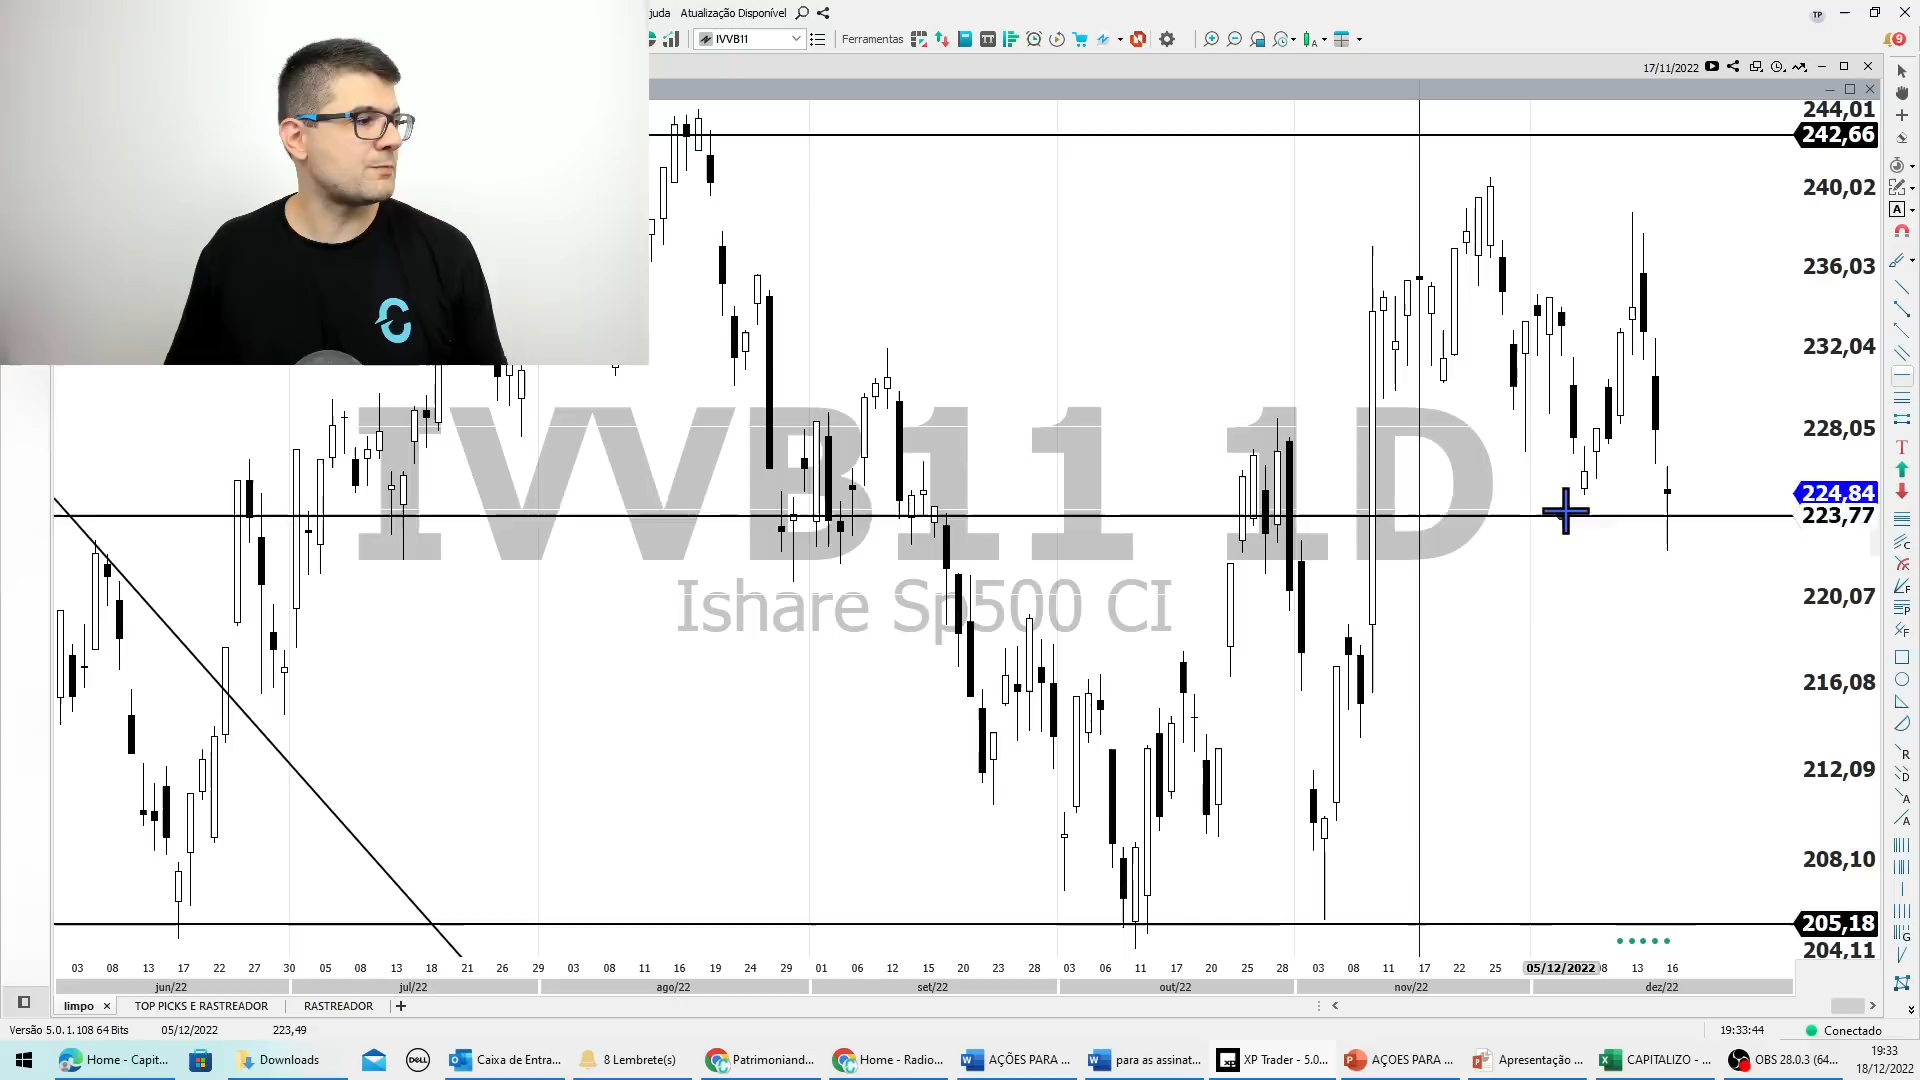 juda Atualização Disponível TP
IVVB11 Ferramentas 9
17/11/2022
244,01
242,66
240,02
236,03
232,04
228,05
224,84
223,77
220,07
216,08
212,09
208,10
205,18
204,11
IVVB11 1D
Ishare Sp500 CI
03 08 13 17 22 27 30 05 08 13 18 21 26 29 03 08 11 16 19 24 29 01 06 12 15 20 23 28 03 06 11 17 20 25 28 03 08 11 17 22 25 05/12/2022 8 13 16
jun/22 jul/22 ago/22 set/22 out/22 nov/22 dez/22
limpo × TOP PICKS E RASTREADOR RASTREADOR +
Versão 5.0.1.108 64 Bits 05/12/2022 223,49 19:33:44 Conectado
Home - Capit... Downloads DELL Caixa de Entra... 8 Lembrete(s) Patrimoniand... Home - Radio... AÇÕES PARA ... para as assinat... XP Trader - 5.0... AÇOES PARA ... Apresentação ... CAPITALIZO - ... OBS 28.0.3 (64... 19:33
18/12/2022